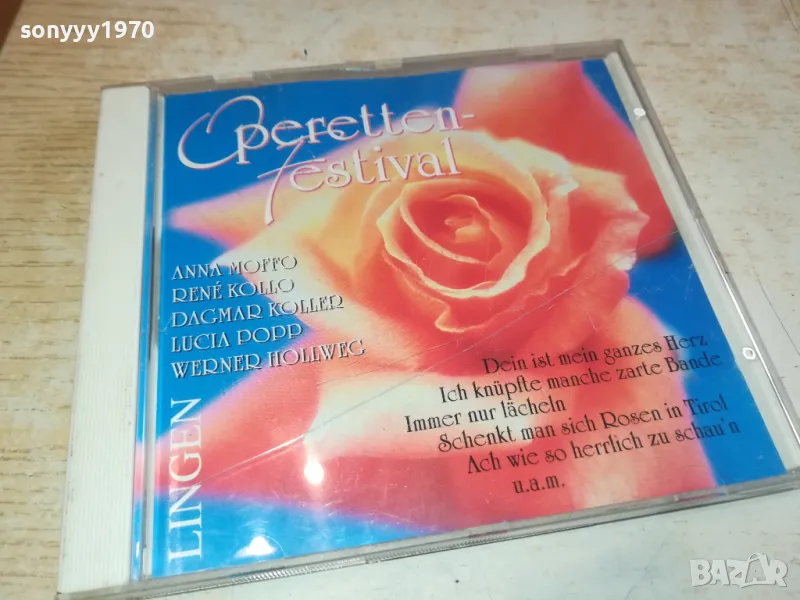 sonyyy1970
Operetten-
Festival
ANNA MOFFO
RENÉ KOLLO
DAGMAR KOLLER
LUCIA POPP
WERNER HOLLWEG
LINGEN
Dein ist mein ganzes Herz
Ich knüpfte manche zarte Bande
Immer nur lächeln
Schenkt man sich Rosen in Tirol
Ach wie so herrlich zu schau'n
u.a.m.
BAZAR
bg